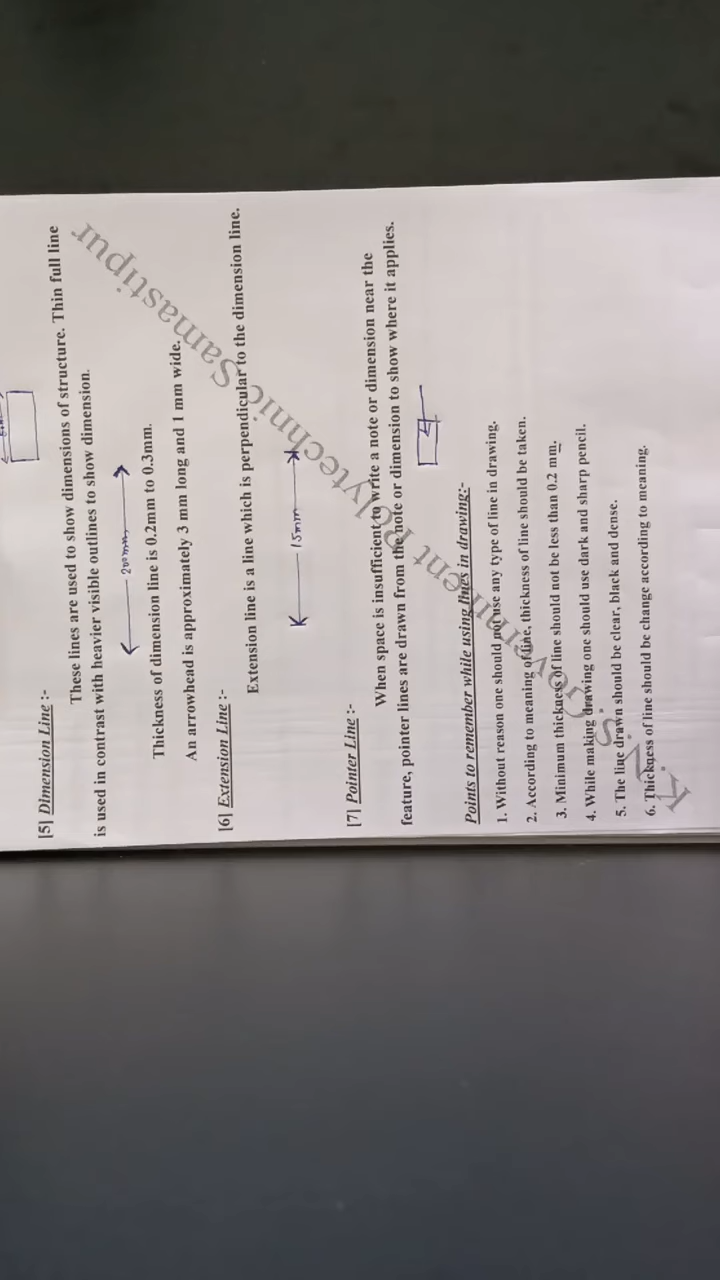 [5] Dimension Line :-
These lines are used to show dimensions of structure. Thin full line
is used in contrast with heavier visible outlines to show dimension.
200mm
Thickness of dimension line is 0.2mm to 0.3mm.
An arrowhead is approximately 3 mm long and 1 mm wide.
[6] Extension Line :-
Extension line is a line which is perpendicular to the dimension line.
15mm
[7] Pointer Line :-
When space is insufficient to write a note or dimension near the
feature, pointer lines are drawn from the note or dimension to show where it applies.
Points to remember while using lines in drawing:-
1. Without reason one should not use any type of line in drawing.
2. According to meaning of line, thickness of line should be taken.
3. Minimum thickness of line should not be less than 0.2 mm.
4. While making drawing one should use dark and sharp pencil.
5. The line drawn should be clear, black and dense.
6. Thickness of line should be change according to meaning.
K.N.S. Government Polytechnic Samastipur